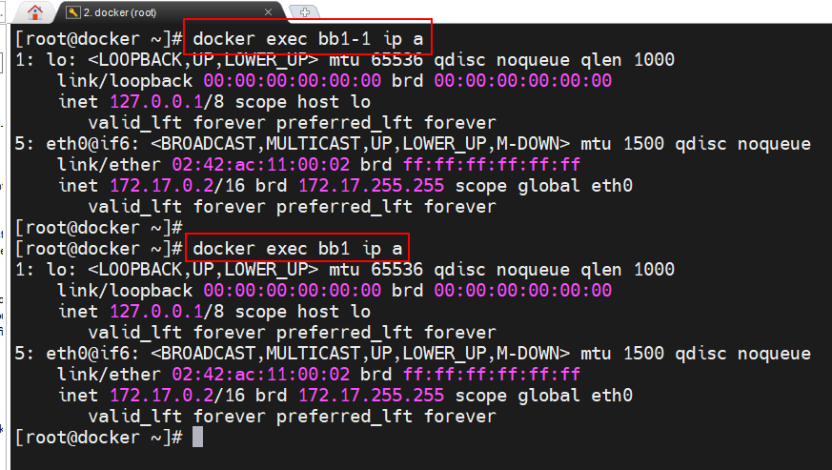 2. docker (root)
[root@docker ~]# docker exec bb1-1 ip a
1: lo: <LOOPBACK,UP,LOWER_UP> mtu 65536 qdisc noqueue qlen 1000
    link/loopback 00:00:00:00:00:00 brd 00:00:00:00:00:00
    inet 127.0.0.1/8 scope host lo
       valid_lft forever preferred_lft forever
5: eth0@if6: <BROADCAST,MULTICAST,UP,LOWER_UP,M-DOWN> mtu 1500 qdisc noqueue
    link/ether 02:42:ac:11:00:02 brd ff:ff:ff:ff:ff:ff
    inet 172.17.0.2/16 brd 172.17.255.255 scope global eth0
       valid_lft forever preferred_lft forever
[root@docker ~]#
[root@docker ~]# docker exec bb1 ip a
1: lo: <LOOPBACK,UP,LOWER_UP> mtu 65536 qdisc noqueue qlen 1000
    link/loopback 00:00:00:00:00:00 brd 00:00:00:00:00:00
    inet 127.0.0.1/8 scope host lo
       valid_lft forever preferred_lft forever
5: eth0@if6: <BROADCAST,MULTICAST,UP,LOWER_UP,M-DOWN> mtu 1500 qdisc noqueue
    link/ether 02:42:ac:11:00:02 brd ff:ff:ff:ff:ff:ff
    inet 172.17.0.2/16 brd 172.17.255.255 scope global eth0
       valid_lft forever preferred_lft forever
[root@docker ~]#